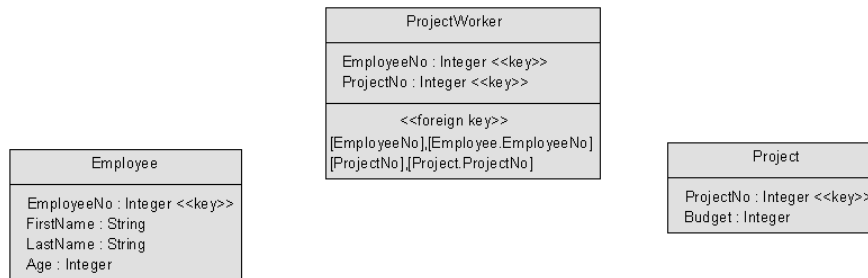 ProjectWorker
EmployeeNo : Integer <<key>>
ProjectNo : Integer <<key>>
<<foreign key>>
[EmployeeNo],[Employee.EmployeeNo]
[ProjectNo],[Project.ProjectNo]
Employee
EmployeeNo : Integer <<key>>
FirstName : String
LastName : String
Age : Integer
Project
ProjectNo : Integer <<key>>
Budget : Integer